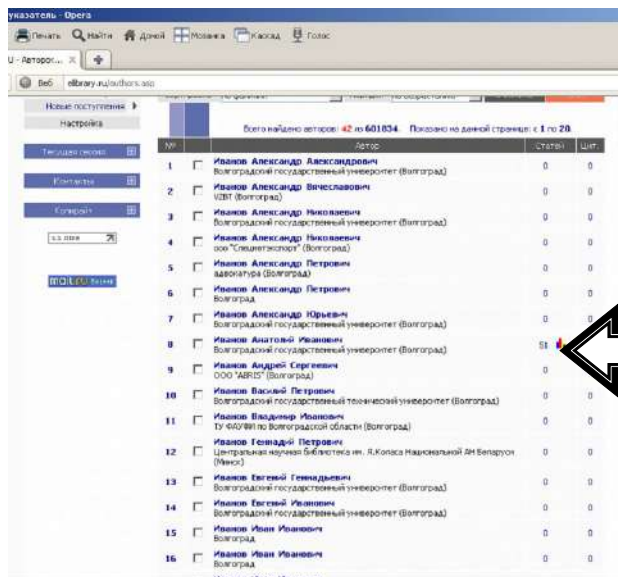 указатель - Opera
Печать Найти Домой Мозаика Каскад Голос
U - Авторск... x
Веб elibrary.ru/authors.asp
Новые поступления
Настройка
Текущая сессия
Контакты
Копирайт
Всего найдено авторов: 42 из 601834. Показано на данной странице: с 1 по 20.
№ Автор Статей Цит.
1 Иванов Александр Александрович 0 0
Волгоградский государственный университет (Волгоград)
2 Иванов Александр Вячеславович 0 0
VZBT (Волгоград)
3 Иванов Александр Николаевич 0 0
Волгоградский государственный университет (Волгоград)
4 Иванов Александр Николаевич 0 0
ооо "Спецнетэкспорт" (Волгоград)
5 Иванов Александр Петрович 0 0
адвокатура (Волгоград)
6 Иванов Александр Петрович 0 0
Волгоград
7 Иванов Александр Юрьевич 0 0
Волгоградский государственный университет (Волгоград)
8 Иванов Анатолий Иванович 51
Волгоградский государственный университет (Волгоград)
9 Иванов Андрей Сергеевич 0
ООО "ABRIS" (Волгоград)
10 Иванов Василий Петрович 0 0
Волгоградский государственный технический университет (Волгоград)
11 Иванов Владимир Иванович 0 0
ТУ ФАУФИ по Волгоградской области (Волгоград)
12 Иванов Геннадий Петрович 0 0
Центральная научная библиотека им. Я.Коласа Национальной АН Беларуси
(Минск)
13 Иванов Евгений Геннадьевич 0 0
Волгоградский государственный университет (Волгоград)
14 Иванов Евгений Иванович 0 0
Волгоградский государственный университет (Волгоград)
15 Иванов Иван Иванович 0 0
Волгоград
16 Иванов Иван Иванович 0 0
Волгоград